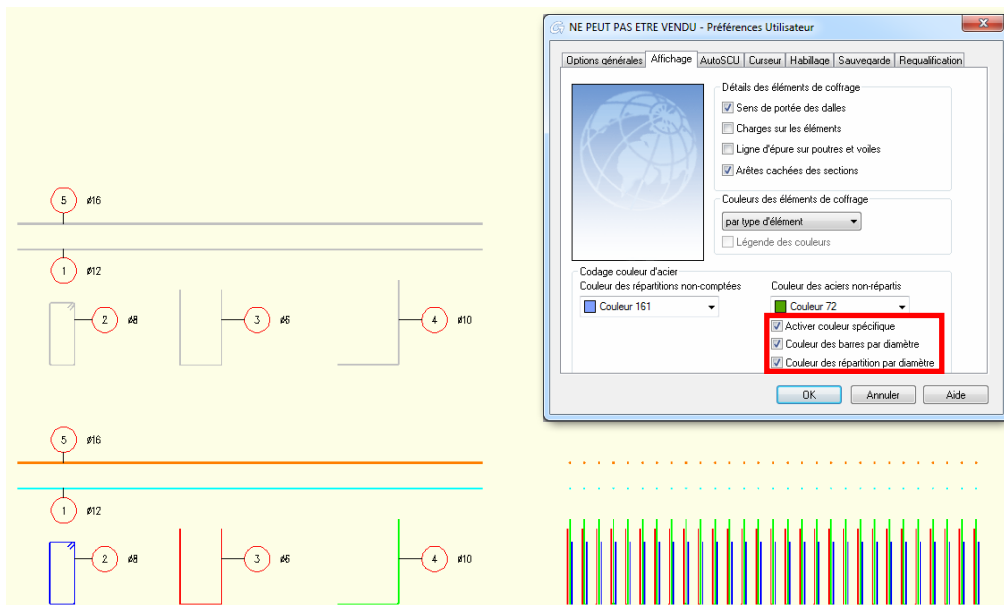 NE PEUT PAS ETRE VENDU - Préférences Utilisateur
Options générales Affichage AutoSCU Curseur Habillage Sauvegarde Requalification
Détails des éléments de coffrage
Sens de portée des dalles
Charges sur les éléments
Ligne d'épure sur poutres et voiles
Arêtes cachées des sections
Couleurs des éléments de coffrage
par type d'élément
Légende des couleurs
Codage couleur d'acier
Couleur des répartitions non-comptées
Couleur 161
Couleur des aciers non-répartis
Couleur 72
Activer couleur spécifique
Couleur des barres par diamètre
Couleur des répartition par diamètre
OK Annuler Aide
5 ø16
1 ø12
2 ø8 3 ø6 4 ø10
5 ø16
1 ø12
2 ø8 3 ø6 4 ø10